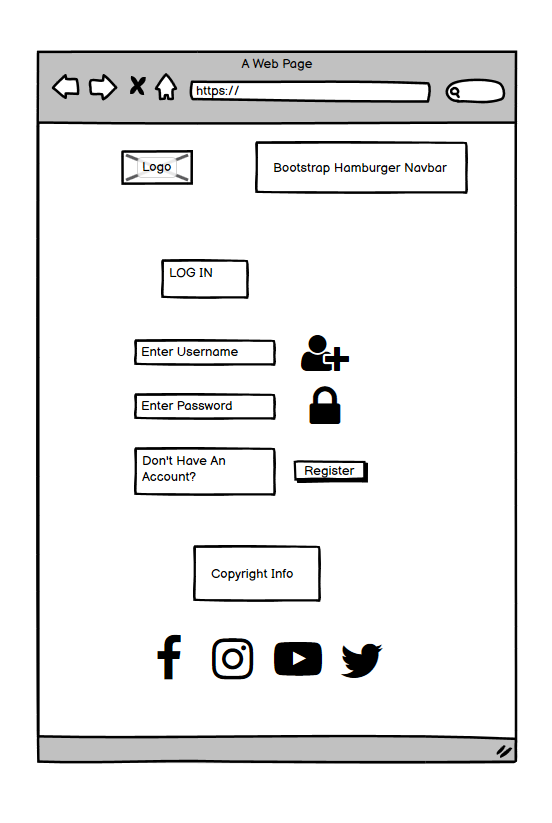 A Web Page
https://
Logo
Bootstrap Hamburger Navbar
LOG IN
Enter Username
Enter Password
Don't Have An
Account?
Register
Copyright Info